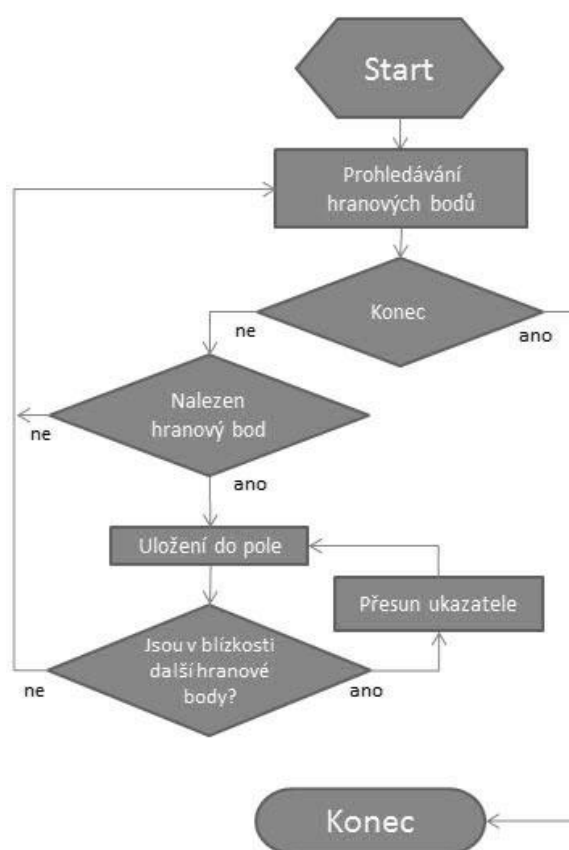 Start
Prohledávání
hranových bodů
Konec
ne
ano
Nalezen
hranový bod
ne
ano
Uložení do pole
Přesun ukazatele
Jsou v blízkosti
další hranové
body?
ne
ano
Konec